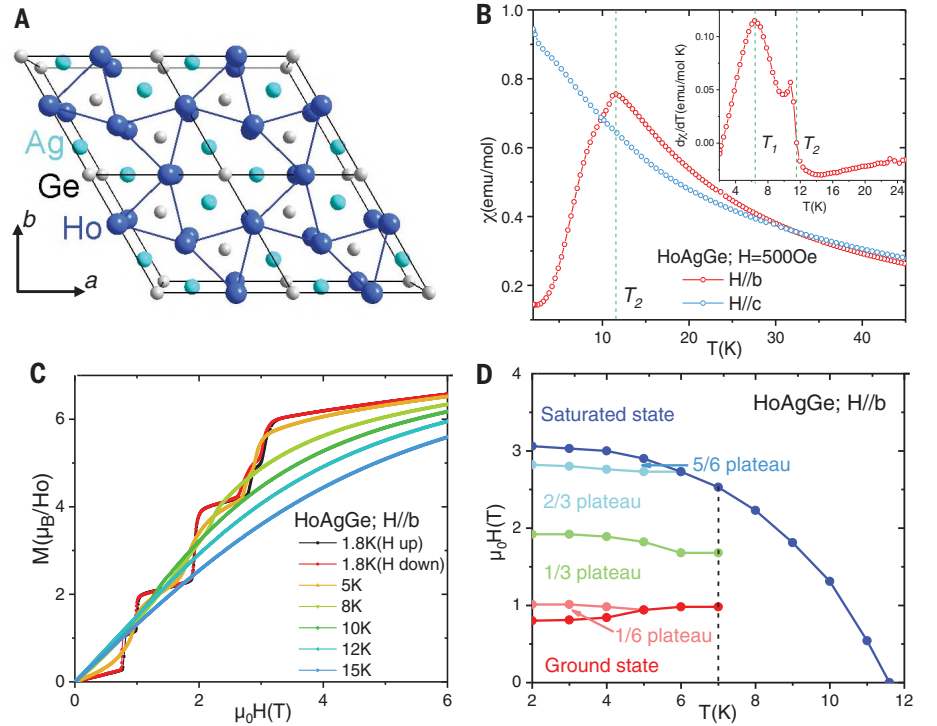 A
Ag
Ge
Ho
b
a
B
χ(emu/mol)
1.0
0.8
0.6
0.4
0.2
10
20
30
40
T(K)
T2
HoAgGe; H=500Oe
H//b
H//c
dχ/dT(emu/mol K)
0.10
0.05
0.00
4
8
12
16
20
24
T(K)
T1
T2
C
M(μB/Ho)
6
4
2
0
0
2
4
6
μ0H(T)
HoAgGe; H//b
1.8K(H up)
1.8K(H down)
5K
8K
10K
12K
15K
D
μ0H(T)
4
3
2
1
0
2
4
6
8
10
12
T(K)
HoAgGe; H//b
Saturated state
5/6 plateau
2/3 plateau
1/3 plateau
1/6 plateau
Ground state